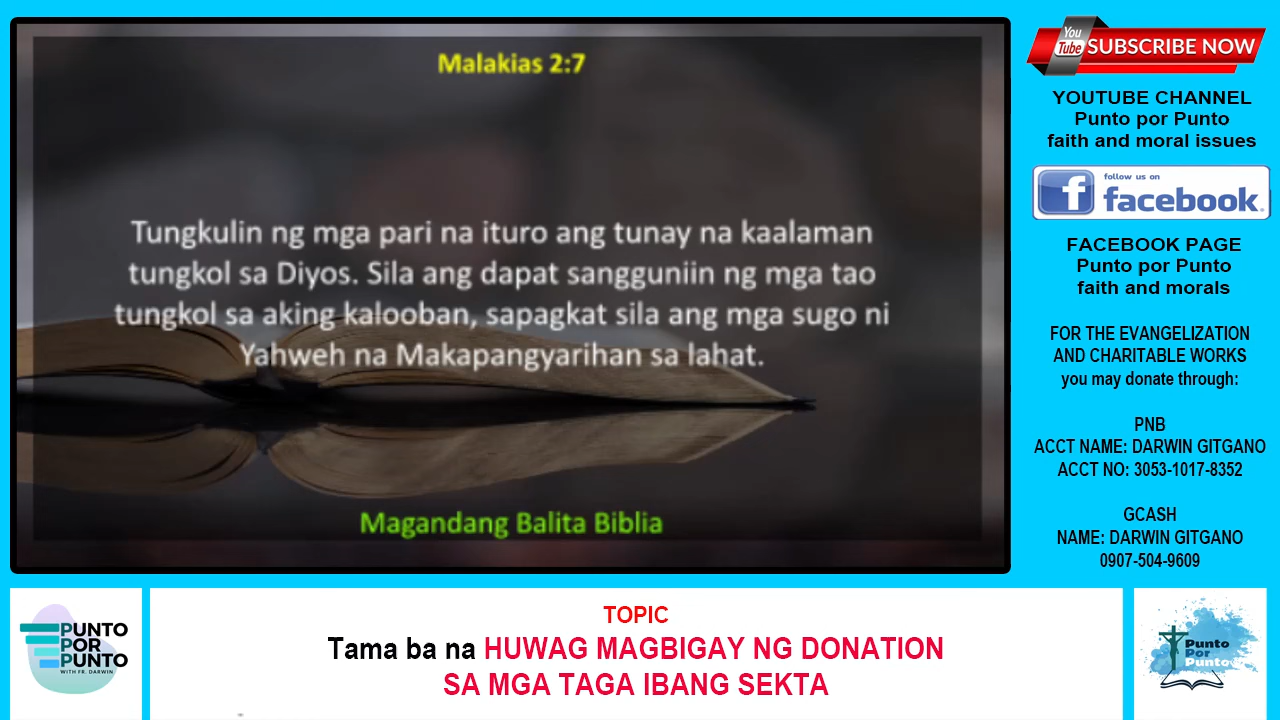 Malakias 2:7
Tungkulin ng mga pari na ituro ang tunay na kaalaman
tungkol sa Diyos. Sila ang dapat sangguniin ng mga tao
tungkol sa aking kalooban, sapagkat sila ang mga sugo ni
Yahweh na Makapangyarihan sa lahat.
Magandang Balita Biblia
You
Tube
SUBSCRIBE NOW
YOUTUBE CHANNEL
Punto por Punto
faith and moral issues
follow us on
f facebook.
FACEBOOK PAGE
Punto por Punto
faith and morals
FOR THE EVANGELIZATION
AND CHARITABLE WORKS
you may donate through:
PNB
ACCT NAME: DARWIN GITGANO
ACCT NO: 3053-1017-8352
GCASH
NAME: DARWIN GITGANO
0907-504-9609
PUNTO
POR
PUNTO
WITH FR. DARWIN
TOPIC
Tama ba na HUWAG MAGBIGAY NG DONATION
SA MGA TAGA IBANG SEKTA
Punto
Por
Punto